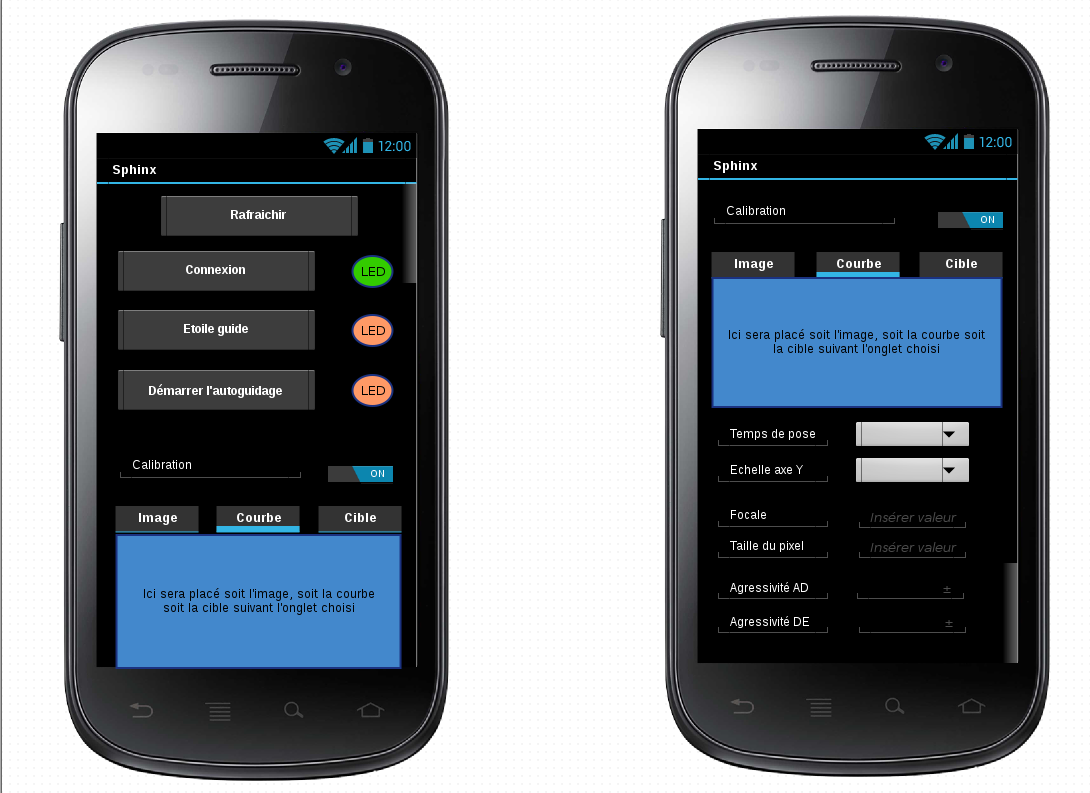 12:00
Sphinx
Rafraichir
Connexion
LED
Etoile guide
LED
Démarrer l'autoguidage
LED
Calibration
ON
Image
Courbe
Cible
Ici sera placé soit l'image, soit la courbe
soit la cible suivant l'onglet choisi
12:00
Sphinx
Calibration
ON
Image
Courbe
Cible
Ici sera placé soit l'image, soit la courbe soit
la cible suivant l'onglet choisi
Temps de pose
Echelle axe Y
Focale
Insérer valeur
Taille du pixel
Insérer valeur
Agressivité AD
±
Agressivité DE
±